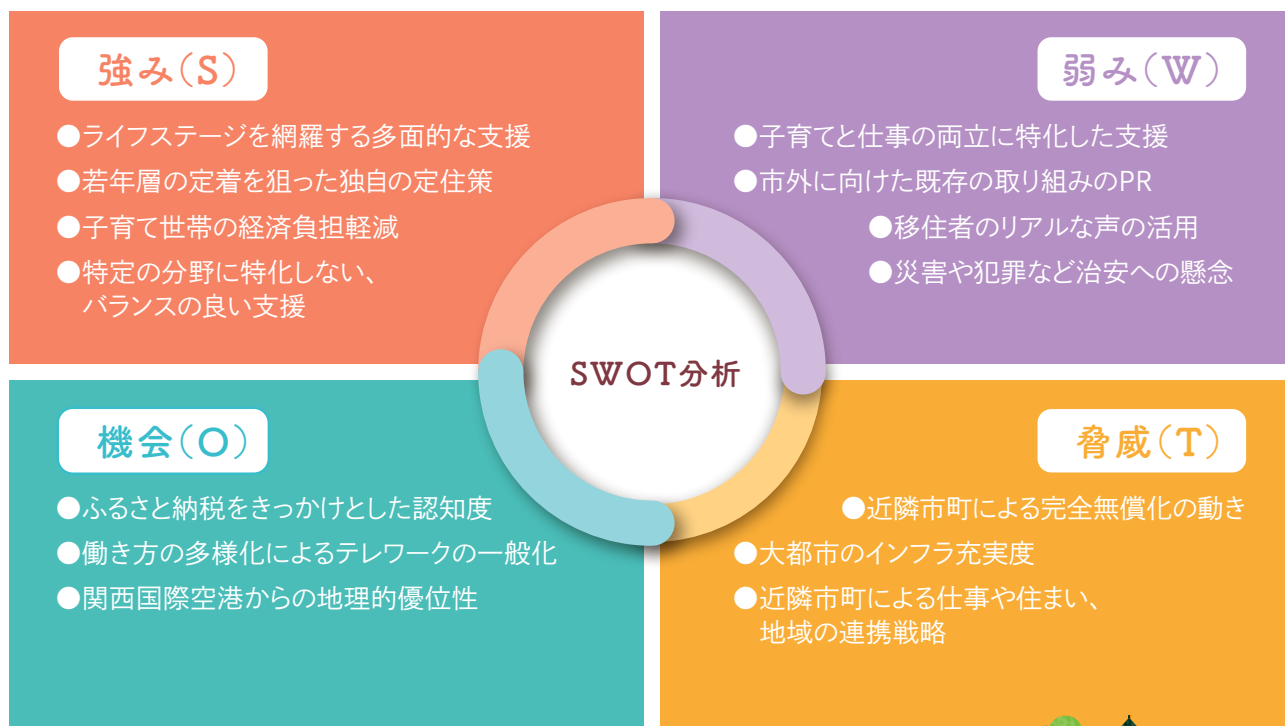 強み(S)
●ライフステージを網羅する多面的な支援
●若年層の定着を狙った独自の定住策
●子育て世帯の経済負担軽減
●特定の分野に特化しない、
バランスの良い支援
弱み(W)
●子育てと仕事の両立に特化した支援
●市外に向けた既存の取り組みのPR
●移住者のリアルな声の活用
●災害や犯罪など治安への懸念
SWOT分析
機会(O)
●ふるさと納税をきっかけとした認知度
●働き方の多様化によるテレワークの一般化
●関西国際空港からの地理的優位性
脅威(T)
●近隣市町による完全無償化の動き
●大都市のインフラ充実度
●近隣市町による仕事や住まい、
地域の連携戦略